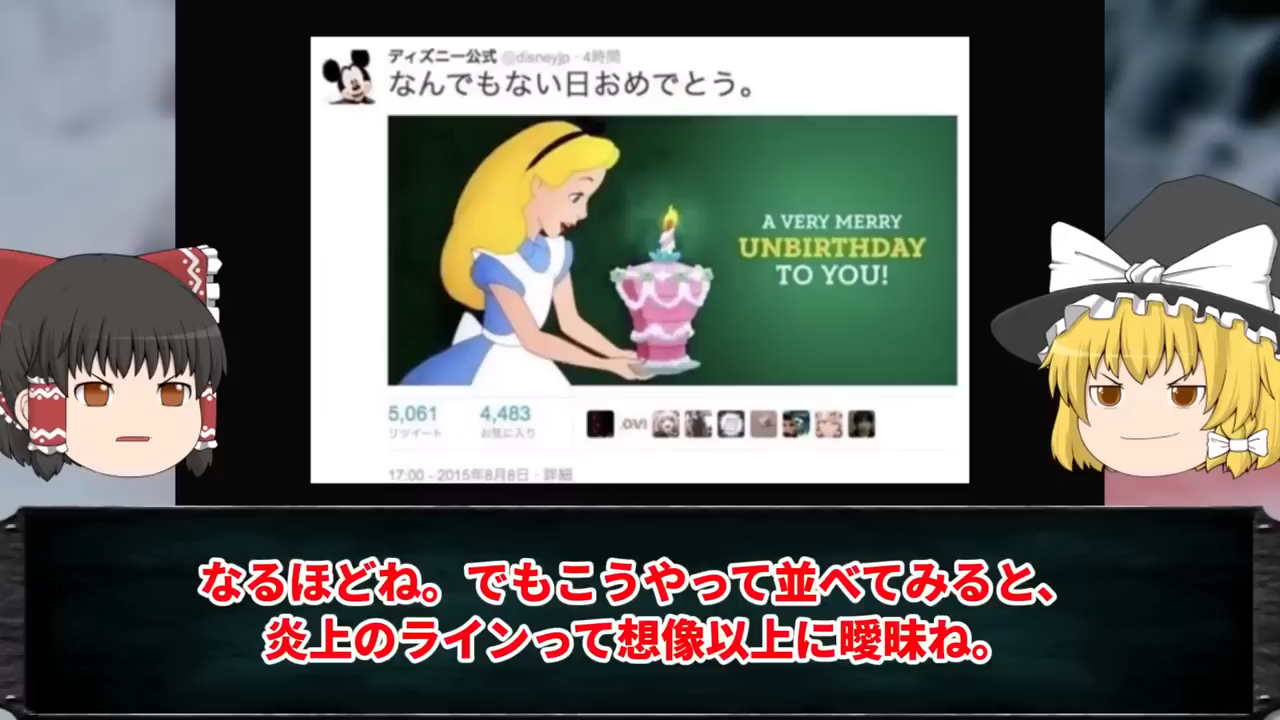 ディズニー公式 @disneyjp · 4時間
なんでもない日おめでとう。
A VERY MERRY
UNBIRTHDAY
TO YOU!
5,061 4,483
リツイート お気に入り
17:00 - 2015年8月8日 · 詳細
なるほどね。でもこうやって並べてみると、
炎上のラインって想像以上に曖昧ね。